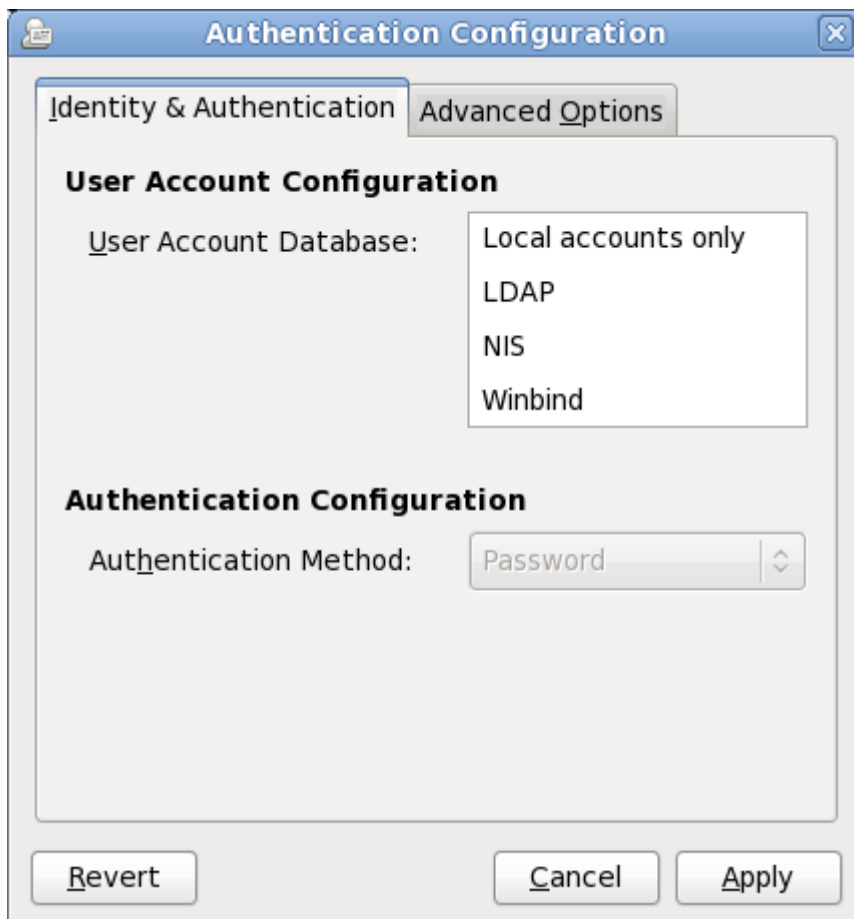 Authentication Configuration
Identity & Authentication
Advanced Options
User Account Configuration
User Account Database:
Local accounts only
LDAP
NIS
Winbind
Authentication Configuration
Authentication Method:
Password
Revert
Cancel
Apply